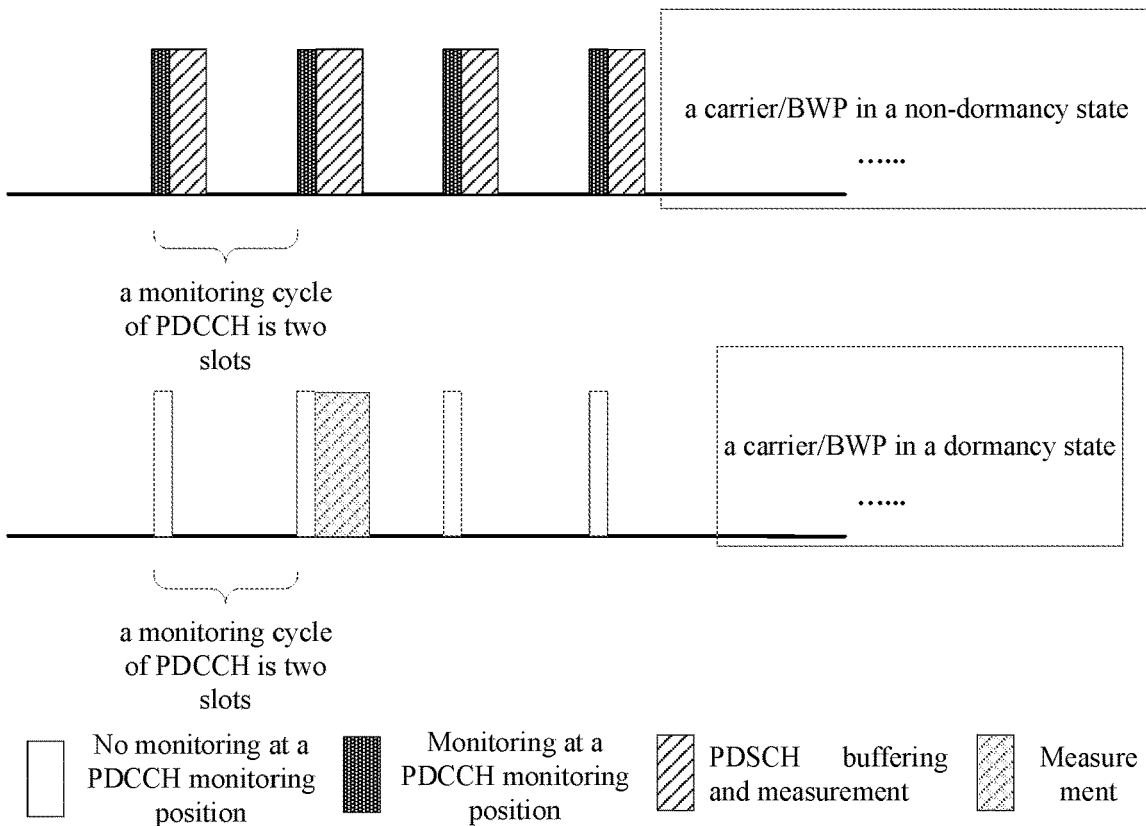 a carrier/BWP in a non-dormancy state
…...
a monitoring cycle
of PDCCH is two
slots
a carrier/BWP in a dormancy state
…...
a monitoring cycle
of PDCCH is two
slots
No monitoring at a
PDCCH monitoring
position
Monitoring at a
PDCCH monitoring
position
PDSCH buffering
and measurement
Measure
ment